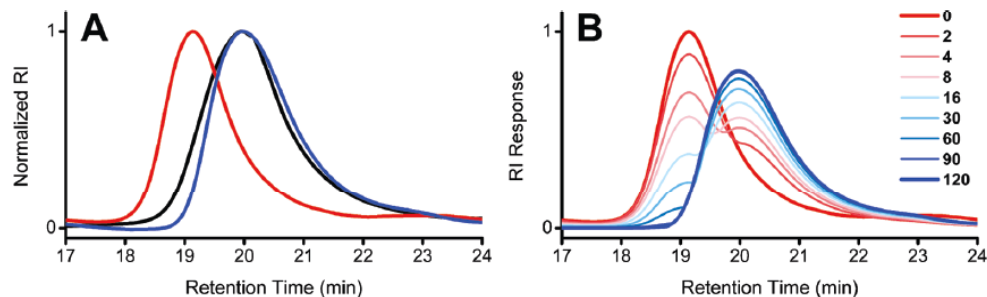 A
Normalized RI
1
0
17 18 19 20 21 22 23 24
Retention Time (min)
B
RI Response
1
0
17 18 19 20 21 22 23 24
Retention Time (min)
0
2
4
8
16
30
60
90
120